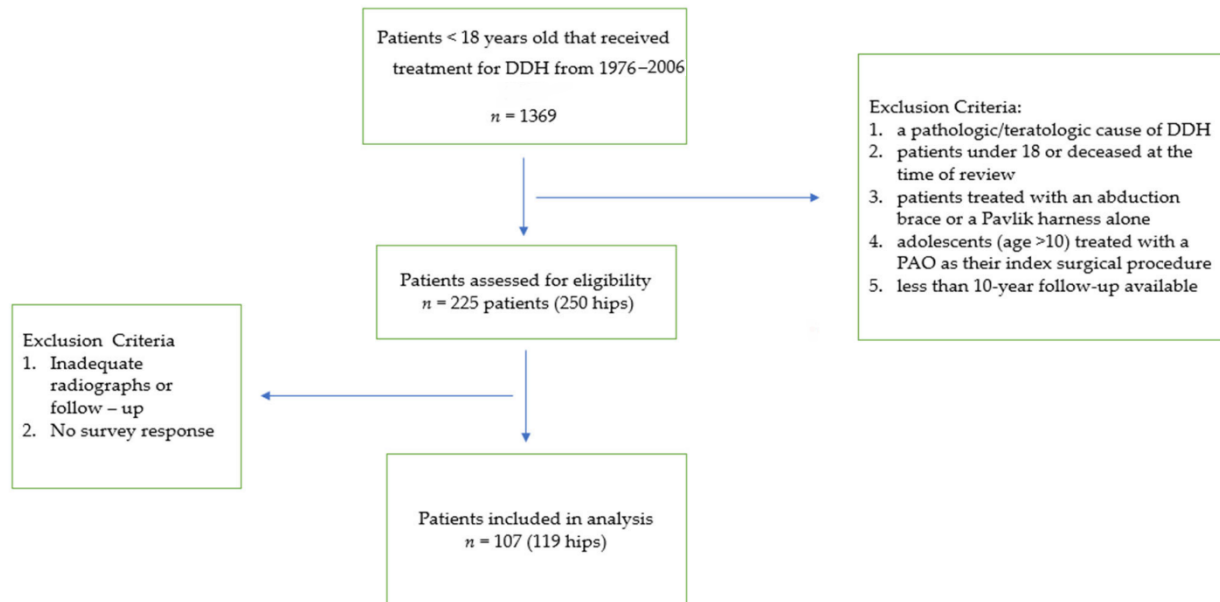 Patients < 18 years old that received
treatment for DDH from 1976–2006
n = 1369
Exclusion Criteria:
1. a pathologic/teratologic cause of DDH
2. patients under 18 or deceased at the
time of review
3. patients treated with an abduction
brace or a Pavlik harness alone
4. adolescents (age >10) treated with a
PAO as their index surgical procedure
5. less than 10-year follow-up available
Patients assessed for eligibility
n = 225 patients (250 hips)
Exclusion Criteria
1. Inadequate
radiographs or
follow – up
2. No survey response
Patients included in analysis
n = 107 (119 hips)